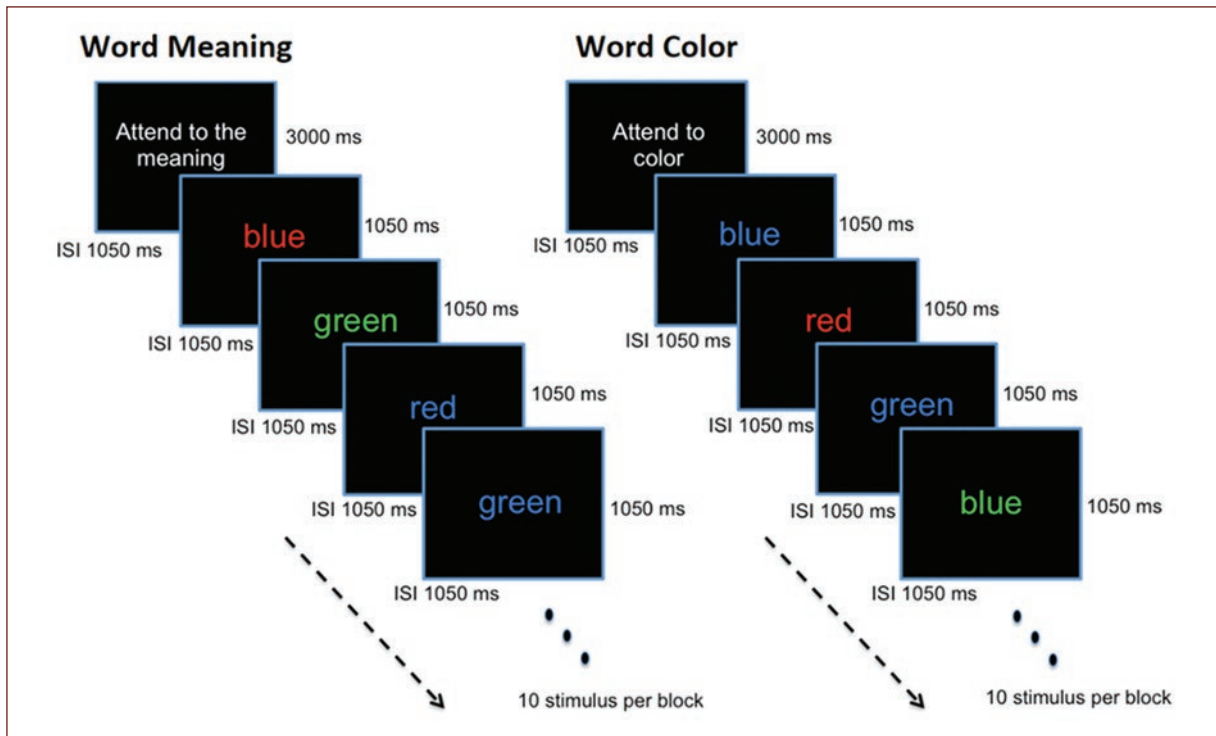 Word Meaning
Attend to the
meaning
3000 ms
ISI 1050 ms
blue
1050 ms
ISI 1050 ms
green
1050 ms
ISI 1050 ms
red
1050 ms
ISI 1050 ms
green
1050 ms
ISI 1050 ms
10 stimulus per block
Word Color
Attend to
color
3000 ms
ISI 1050 ms
blue
1050 ms
ISI 1050 ms
red
1050 ms
ISI 1050 ms
green
1050 ms
ISI 1050 ms
blue
1050 ms
ISI 1050 ms
10 stimulus per block